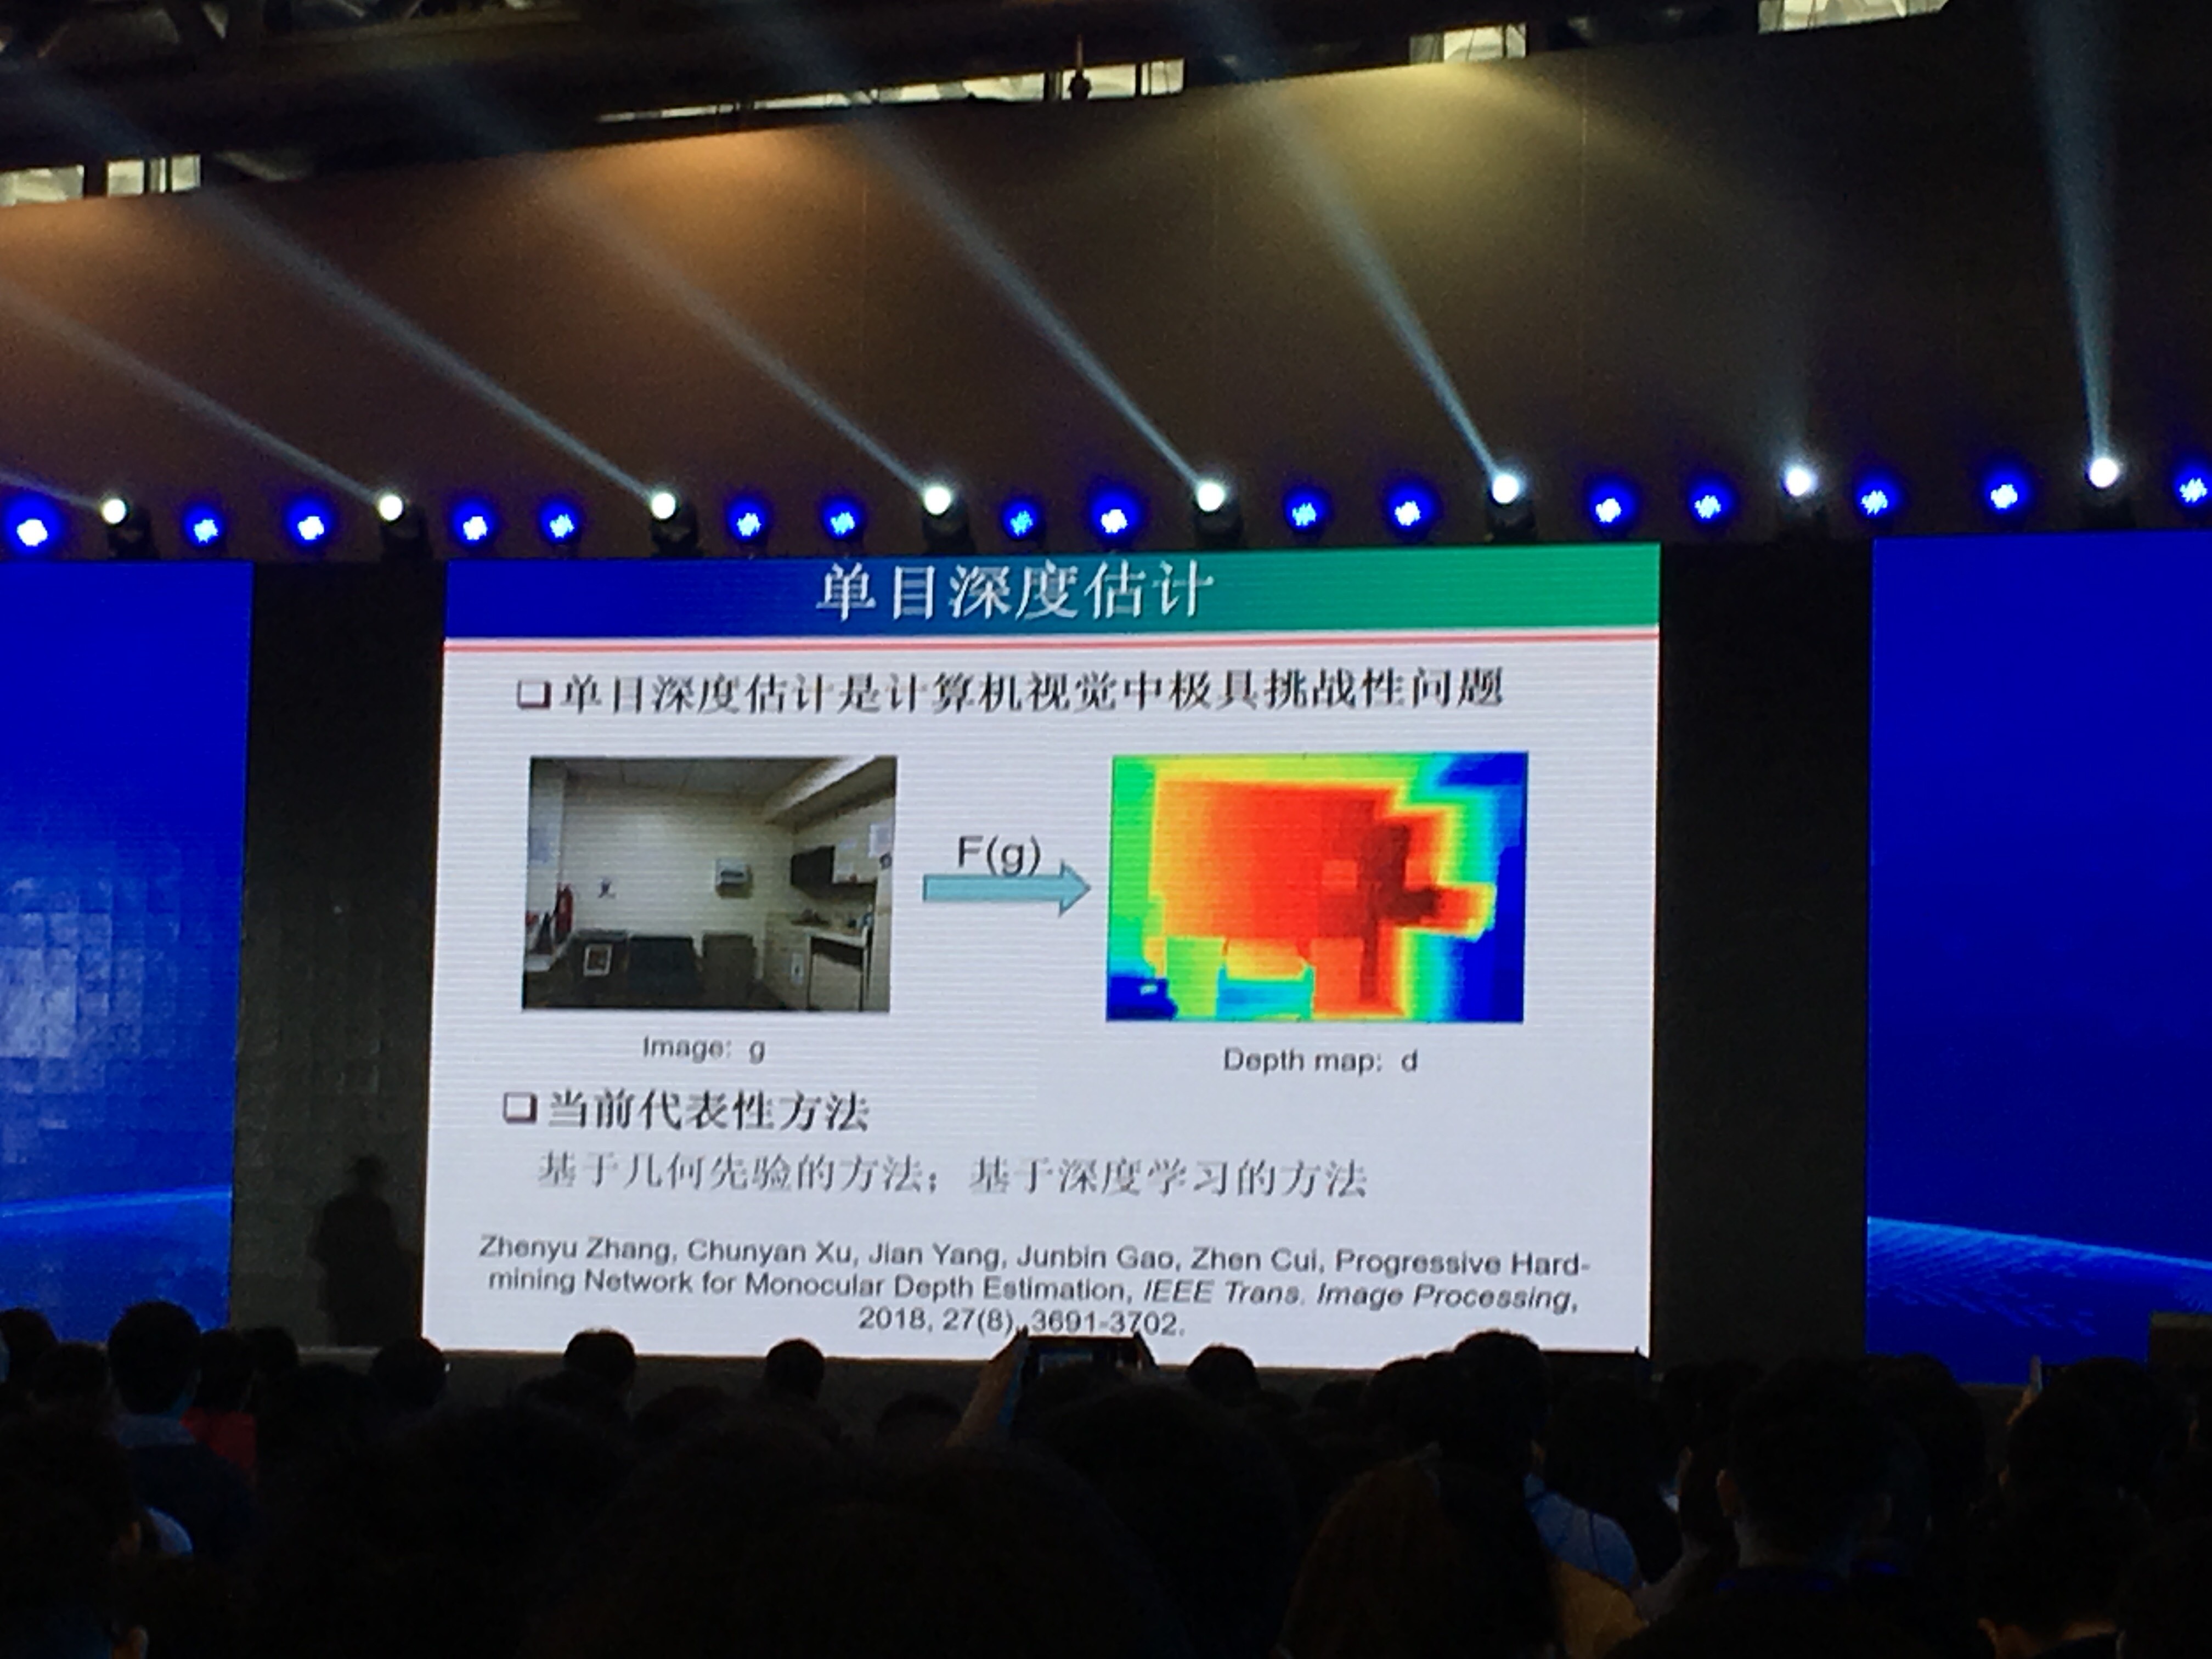 单目深度估计
单目深度估计是计算机视觉中极具挑战性问题
F(g)
Image: g
Depth map: d
当前代表性方法
基于几何先验的方法；基于深度学习的方法
Zhenyu Zhang, Chunyan Xu, Jian Yang, Junbin Gao, Zhen Cui, Progressive Hard-
mining Network for Monocular Depth Estimation, IEEE Trans. Image Processing,
2018, 27(8), 3691-3702.